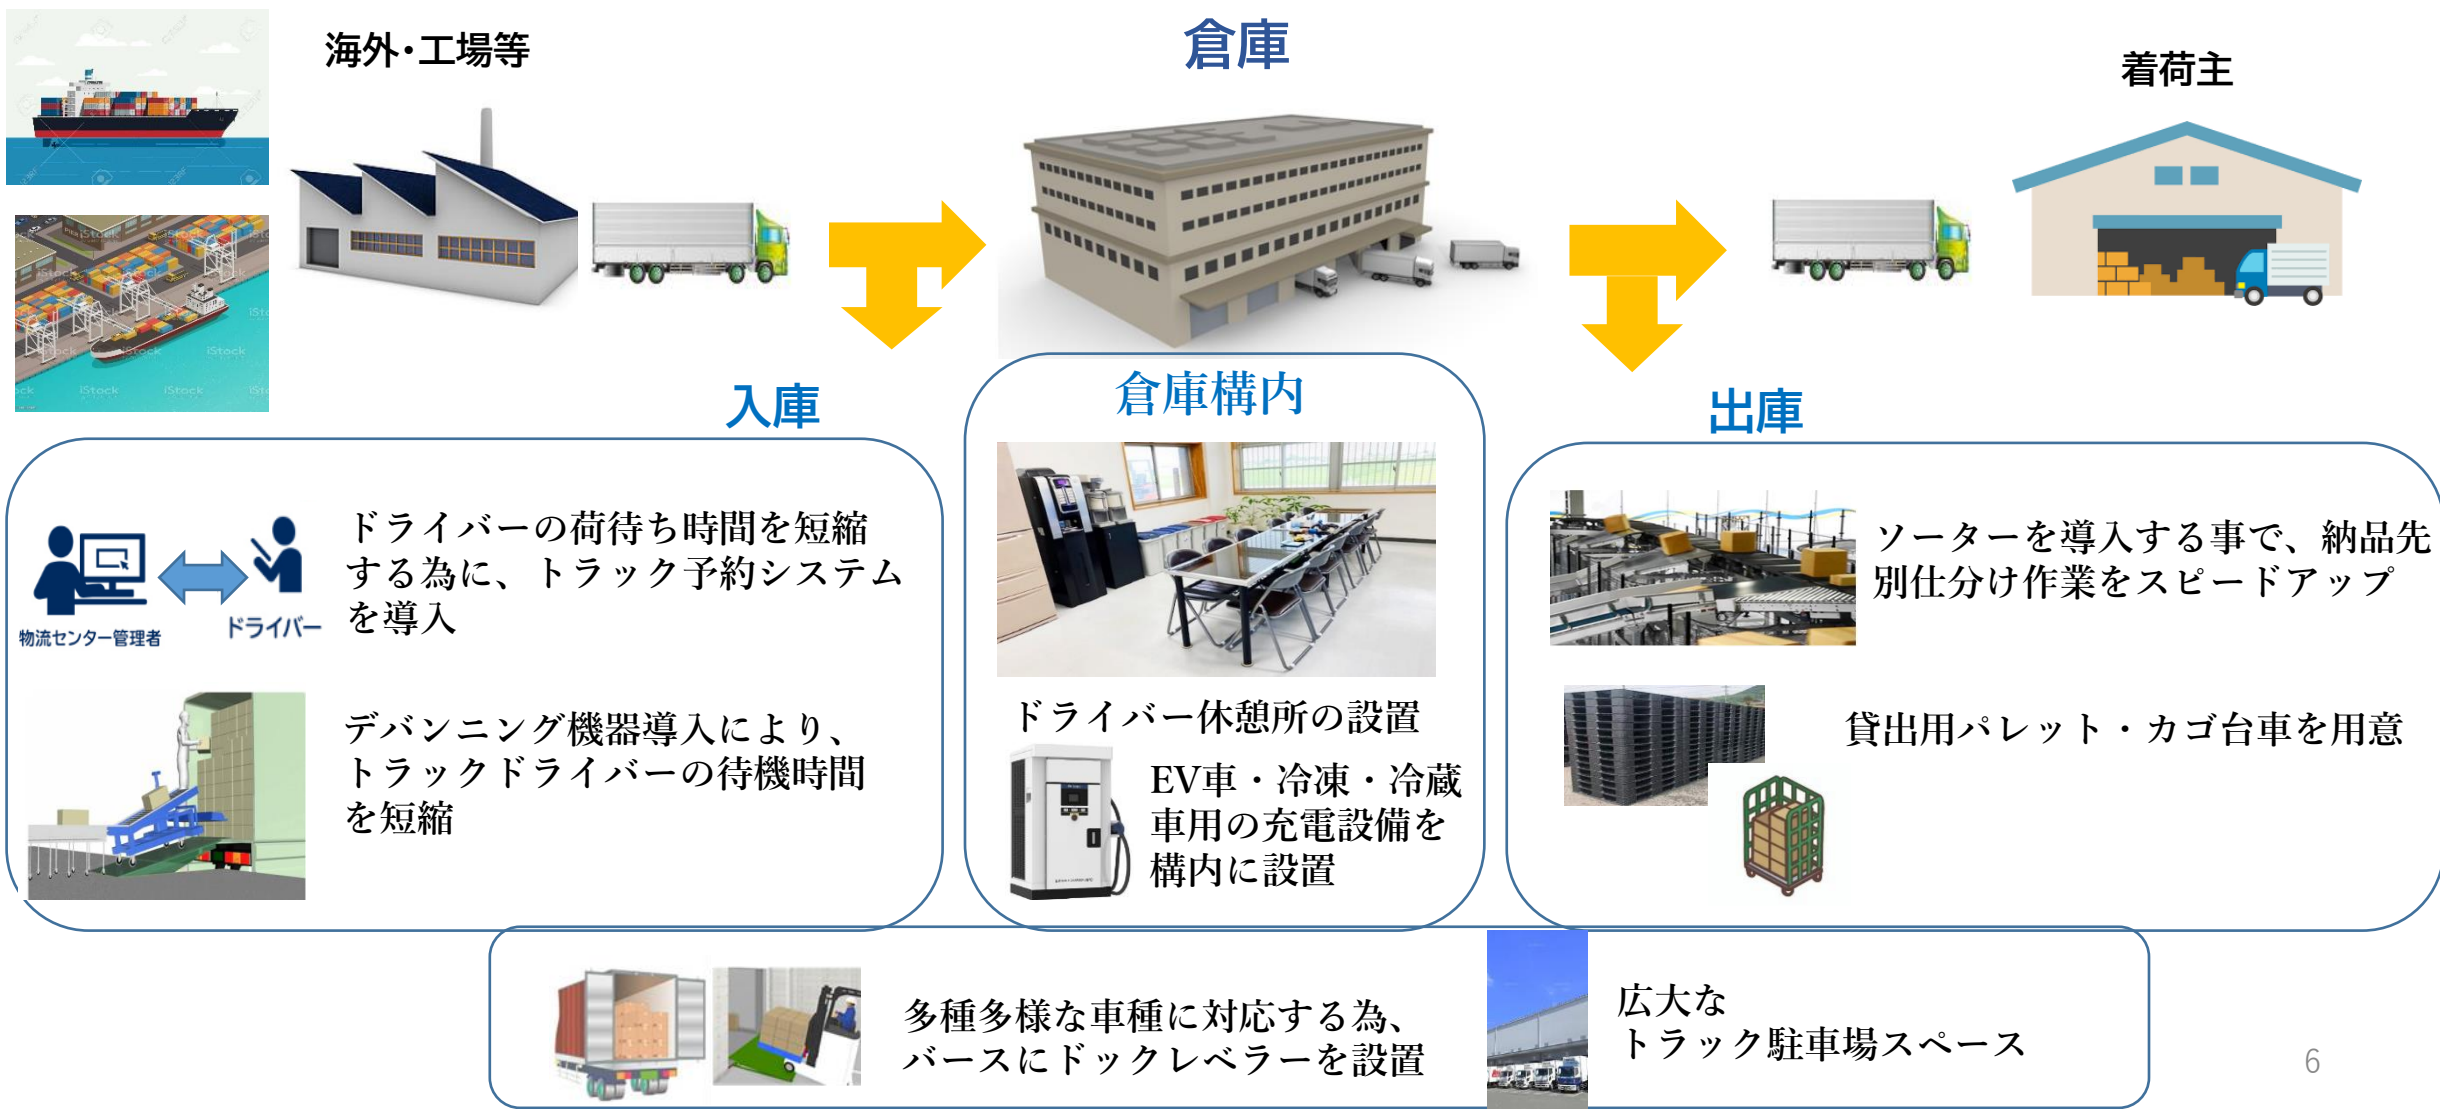 海外・工場等
倉庫
着荷主
入庫
倉庫構内
出庫
ドライバーの荷待ち時間を短縮
する為に、トラック予約システム
を導入
物流センター管理者
ドライバー
デバンニング機器導入により、
トラックドライバーの待機時間
を短縮
ドライバー休憩所の設置
EV車・冷凍・冷蔵
車用の充電設備を
構内に設置
ソーターを導入する事で、納品先
別仕分け作業をスピードアップ
貸出用パレット・カゴ台車を用意
多種多様な車種に対応する為、
バースにドックレベラーを設置
広大な
トラック駐車場スペース
6
iStock
iStock
iStock
iStock
iStock